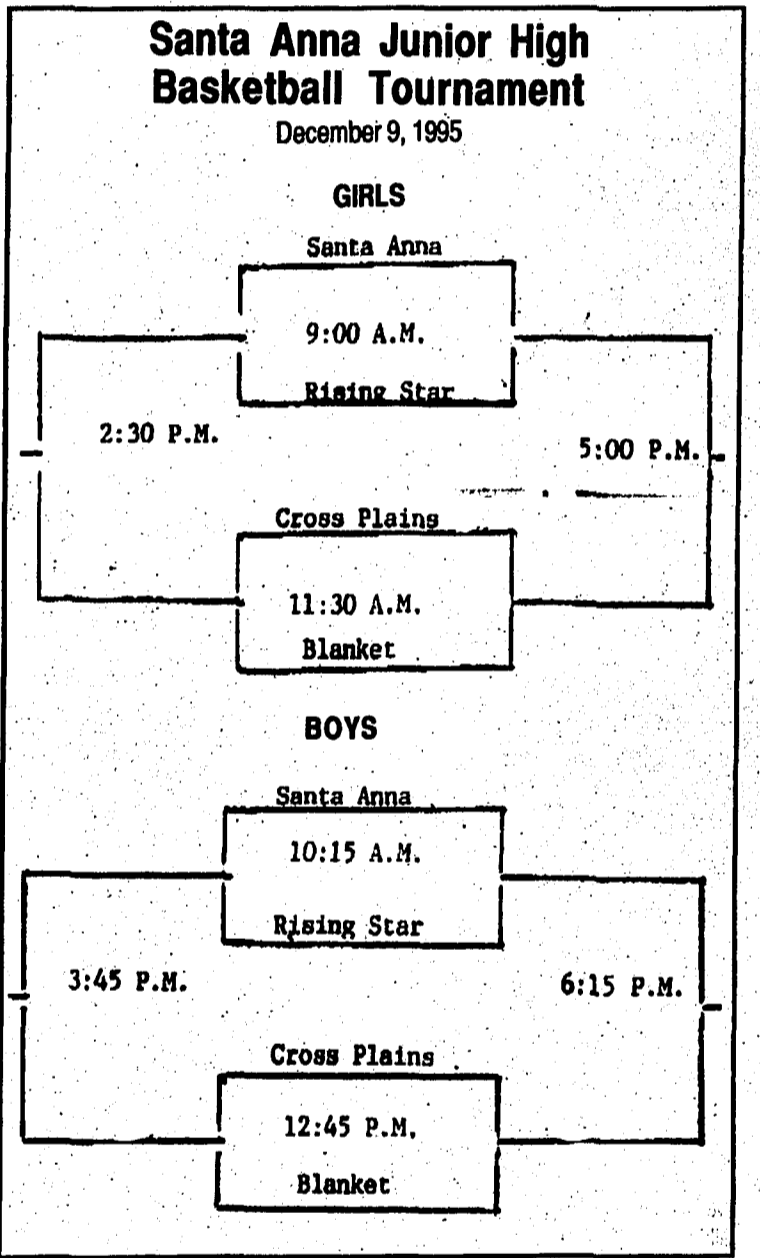 Santa Anna Junior High
Basketball Tournament
December 9, 1995
GIRLS
Santa Anna
9:00 A.M.
Rising Star
2:30 P.M.
5:00 P.M.
Cross Plains
11:30 A.M.
Blanket
BOYS
Santa Anna
10:15 A.M.
Rising Star
3:45 P.M.
6:15 P.M.
Cross Plains
12:45 P.M.
Blanket